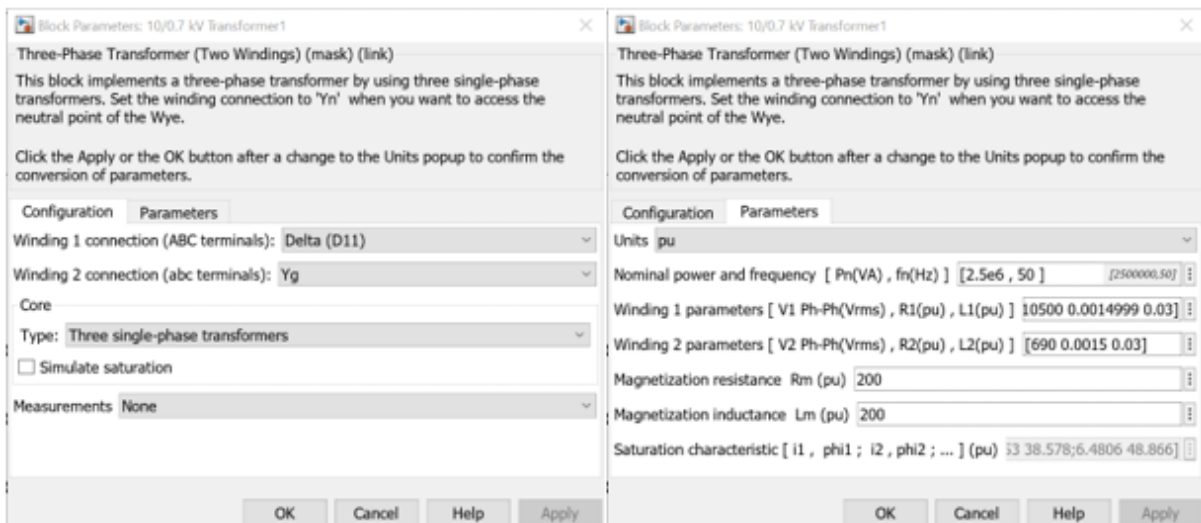 Block Parameters: 10/0.7 kV Transformer1
Three-Phase Transformer (Two Windings) (mask) (link)
This block implements a three-phase transformer by using three single-phase
transformers. Set the winding connection to 'Yn' when you want to access the
neutral point of the Wye.
Click the Apply or the OK button after a change to the Units popup to confirm the
conversion of parameters.
Configuration Parameters
Winding 1 connection (ABC terminals): Delta (D11)
Winding 2 connection (abc terminals): Yg
Core
Type: Three single-phase transformers
Simulate saturation
Measurements None
OK Cancel Help Apply
Block Parameters: 10/0.7 kV Transformer1
Three-Phase Transformer (Two Windings) (mask) (link)
This block implements a three-phase transformer by using three single-phase
transformers. Set the winding connection to 'Yn' when you want to access the
neutral point of the Wye.
Click the Apply or the OK button after a change to the Units popup to confirm the
conversion of parameters.
Configuration Parameters
Units pu
Nominal power and frequency [ Pn(VA) , fn(Hz) ] [2.5e6 , 50 ] [2500000,50]
Winding 1 parameters [ V1 Ph-Ph(Vrms) , R1(pu) , L1(pu) ] 10500 0.0014999 0.03]
Winding 2 parameters [ V2 Ph-Ph(Vrms) , R2(pu) , L2(pu) ] [690 0.0015 0.03]
Magnetization resistance Rm (pu) 200
Magnetization inductance Lm (pu) 200
Saturation characteristic [ i1 , phi1 ; i2 , phi2 ; ... ] (pu) 53 38.578;6.4806 48.866]
OK Cancel Help Apply